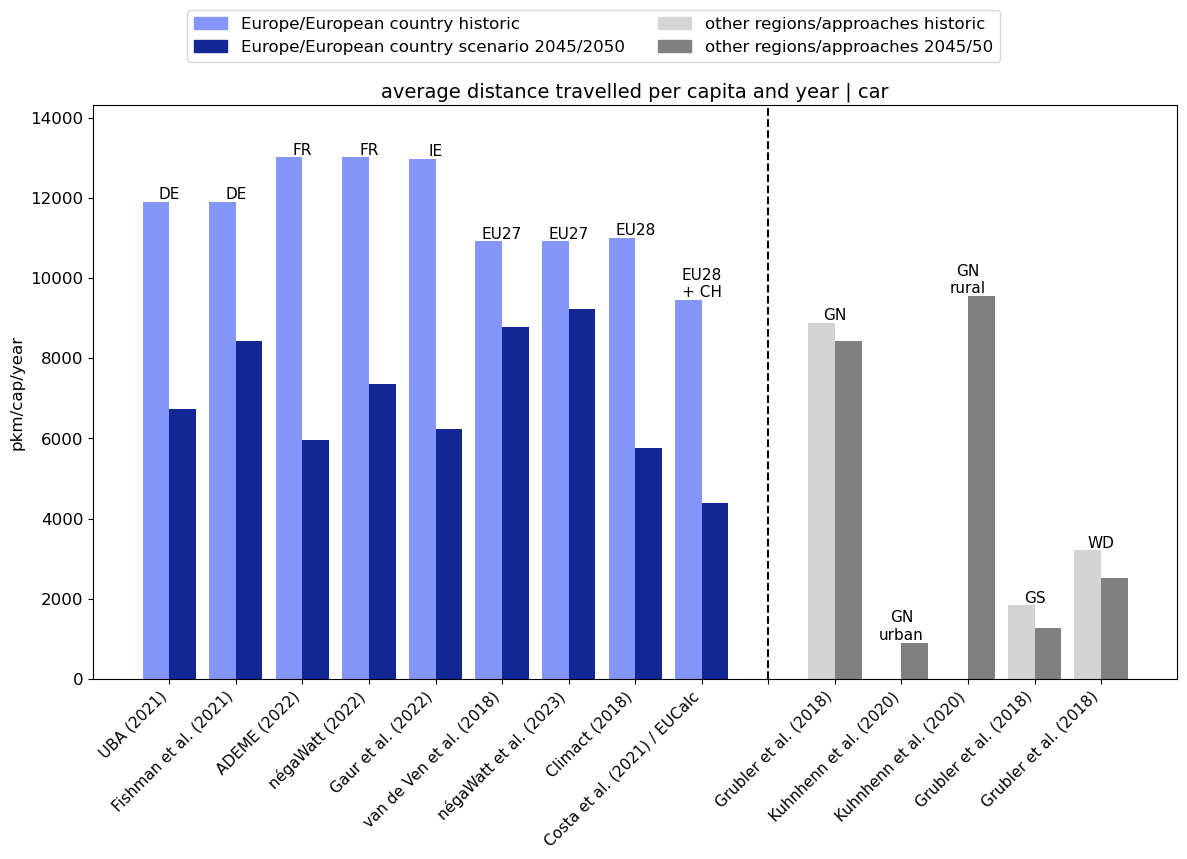 Europe/European country historic
Europe/European country scenario 2045/2050
other regions/approaches historic
other regions/approaches 2045/50
average distance travelled per capita and year | car
pkm/cap/year
14000
12000
10000
8000
6000
4000
2000
0
DE
DE
FR
FR
IE
EU27
EU27
EU28
EU28
+ CH
GN
GN
urban
GN
rural
GS
WD
UBA (2021)
Fishman et al. (2021)
ADEME (2022)
négaWatt (2022)
Gaur et al. (2022)
van de Ven et al. (2018)
négaWatt et al. (2023)
Climact (2018)
Costa et al. (2021) / EUCalc
Grubler et al. (2018)
Kuhnhenn et al. (2020)
Kuhnhenn et al. (2020)
Grubler et al. (2018)
Grubler et al. (2018)